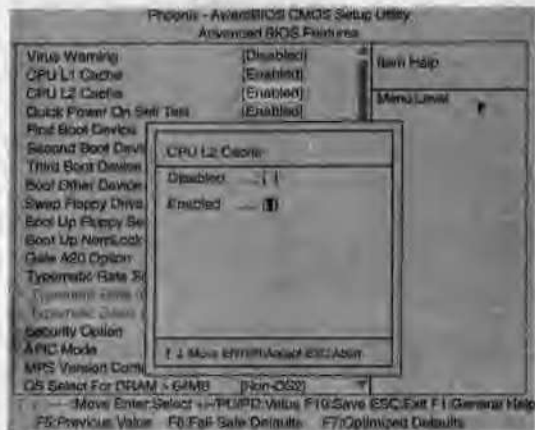 Phoenix - AwardBIOS CMOS Setup Utility
Advanced BIOS Features
Virus Warning [Disabled]
CPU L1 Cache [Enabled]
CPU L2 Cache [Enabled]
Quick Power On Self Test [Enabled]
First Boot Device
Second Boot Devi
Third Boot Device
Boot Other Device
Swap Floppy Drive
Boot Up Floppy Se
Boot Up NumLock
Gate A20 Option
Typematic Rate Se
Security Option
APIC Mode
MPS Version Contr
OS Select For DRAM > 64MB [Non-OS2]
Item Help
Menu Level
CPU L2 Cache
Disabled ....[ ]
Enabled ....[■]
↑↓:Move ENTER:Accept ESC:Abort
:Move Enter:Select +/-/PU/PD:Value F10:Save ESC:Exit F1:General Help
F5:Previous Value F6:Fail-Safe Defaults F7:Optimized Defaults